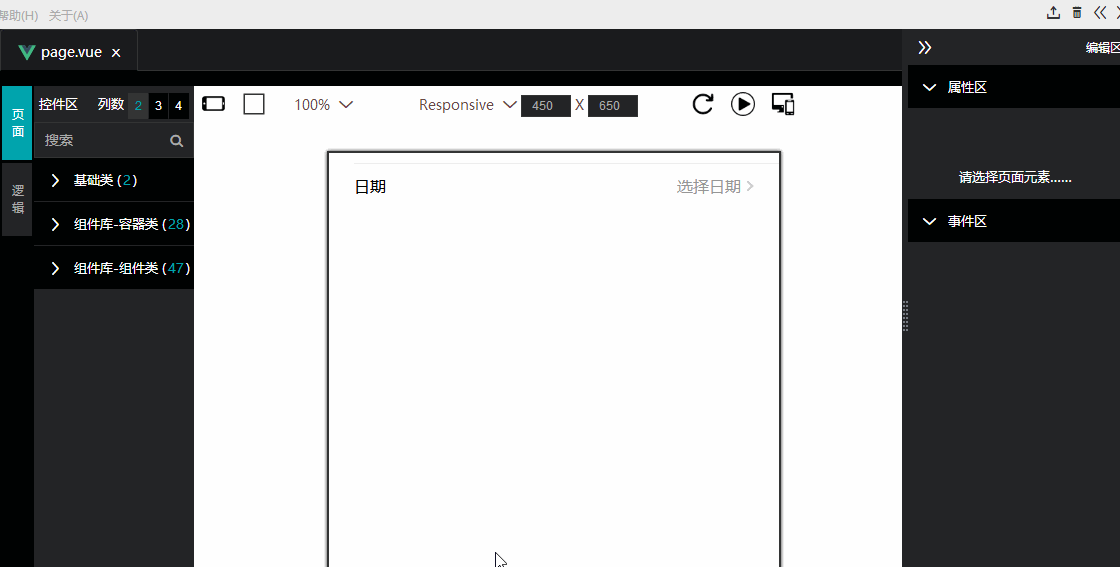 帮助(H) 关于(A)
page.vue ×
编辑区
页面
逻辑
控件区 列数 2 3 4
搜索
基础类 (2)
组件库-容器类 (28)
组件库-组件类 (47)
100% Responsive 450 X 650
日期 选择日期
属性区
请选择页面元素......
事件区